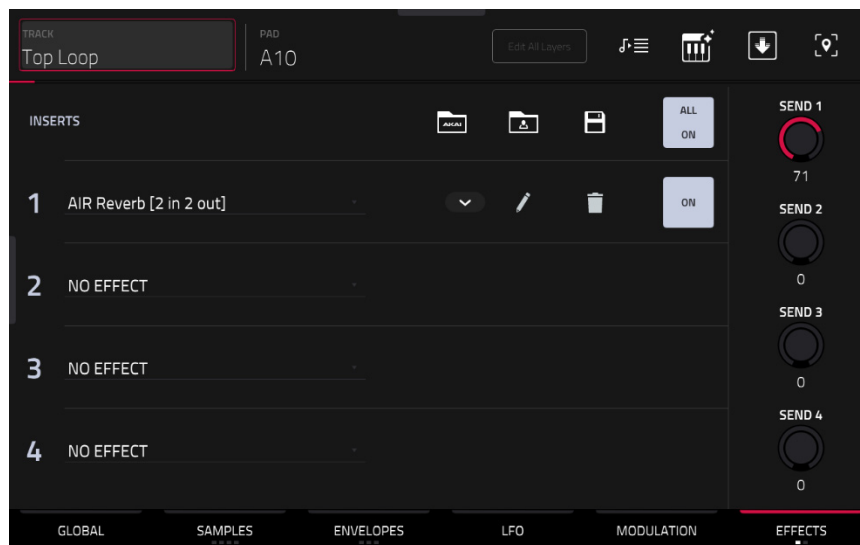 TRACK
Top Loop
PAD
A10
Edit All Layers
INSERTS
AKAI
ALL
ON
1 AIR Reverb [2 in 2 out]
ON
2 NO EFFECT
3 NO EFFECT
4 NO EFFECT
SEND 1
71
SEND 2
0
SEND 3
0
SEND 4
0
GLOBAL SAMPLES ENVELOPES LFO MODULATION EFFECTS